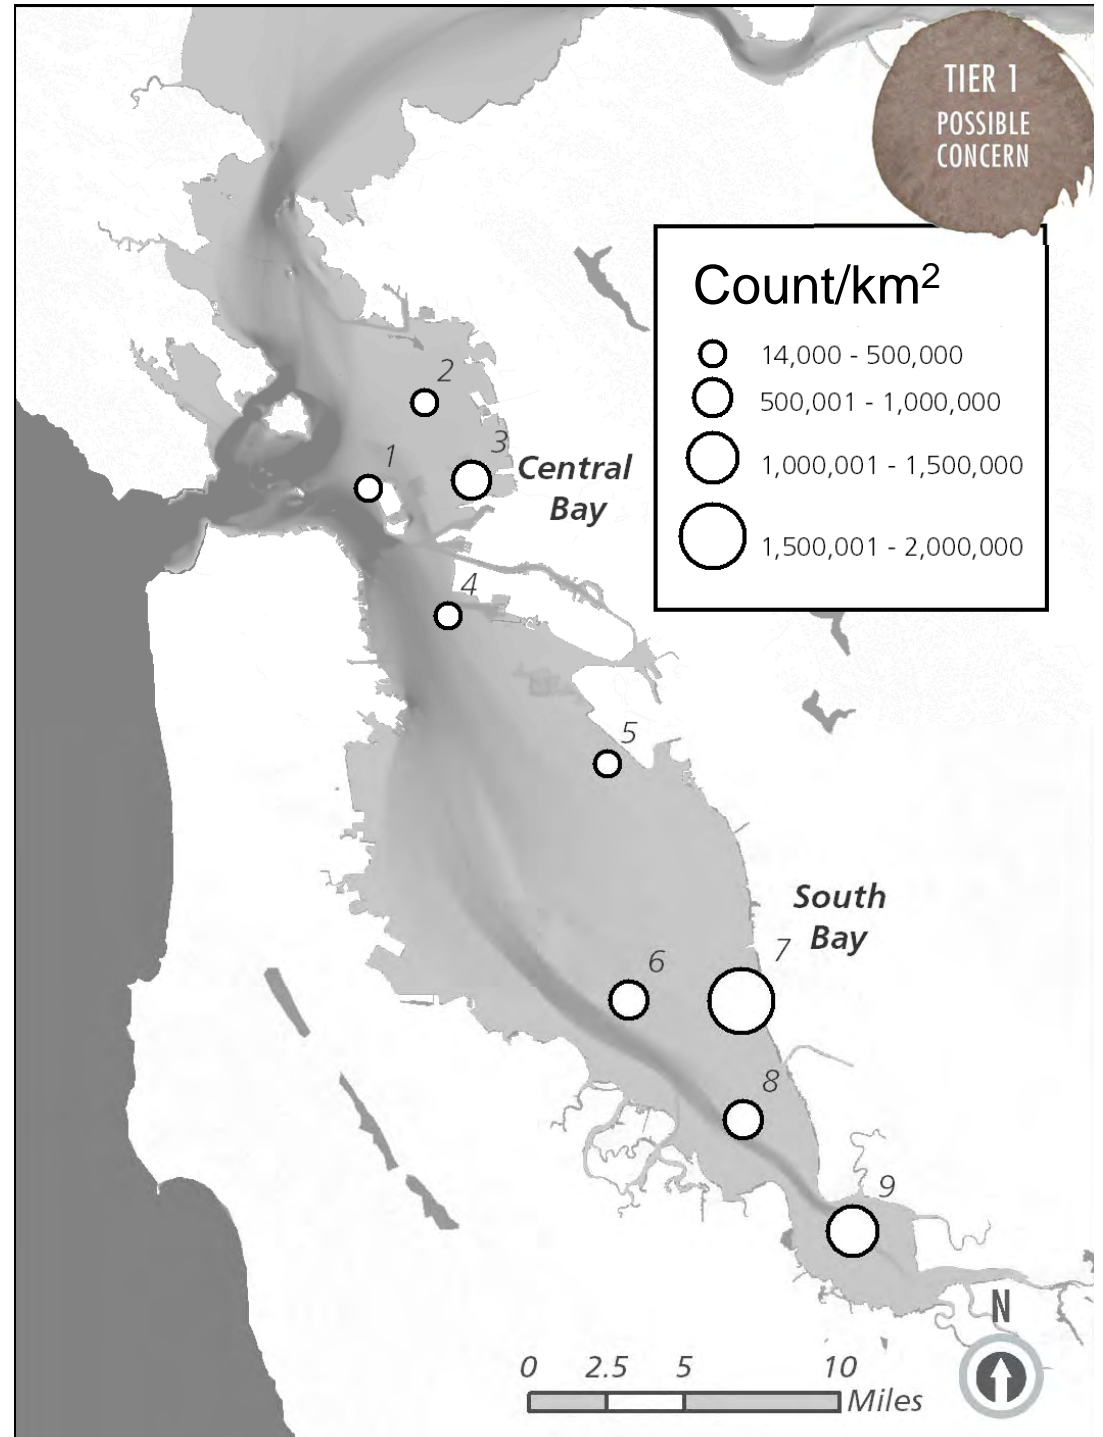 TIER 1
POSSIBLE
CONCERN
Count/km²
14,000 - 500,000
500,001 - 1,000,000
1,000,001 - 1,500,000
1,500,001 - 2,000,000
2
1
3
Central
Bay
4
5
South
Bay
6
7
8
9
N
0 2.5 5 10
Miles